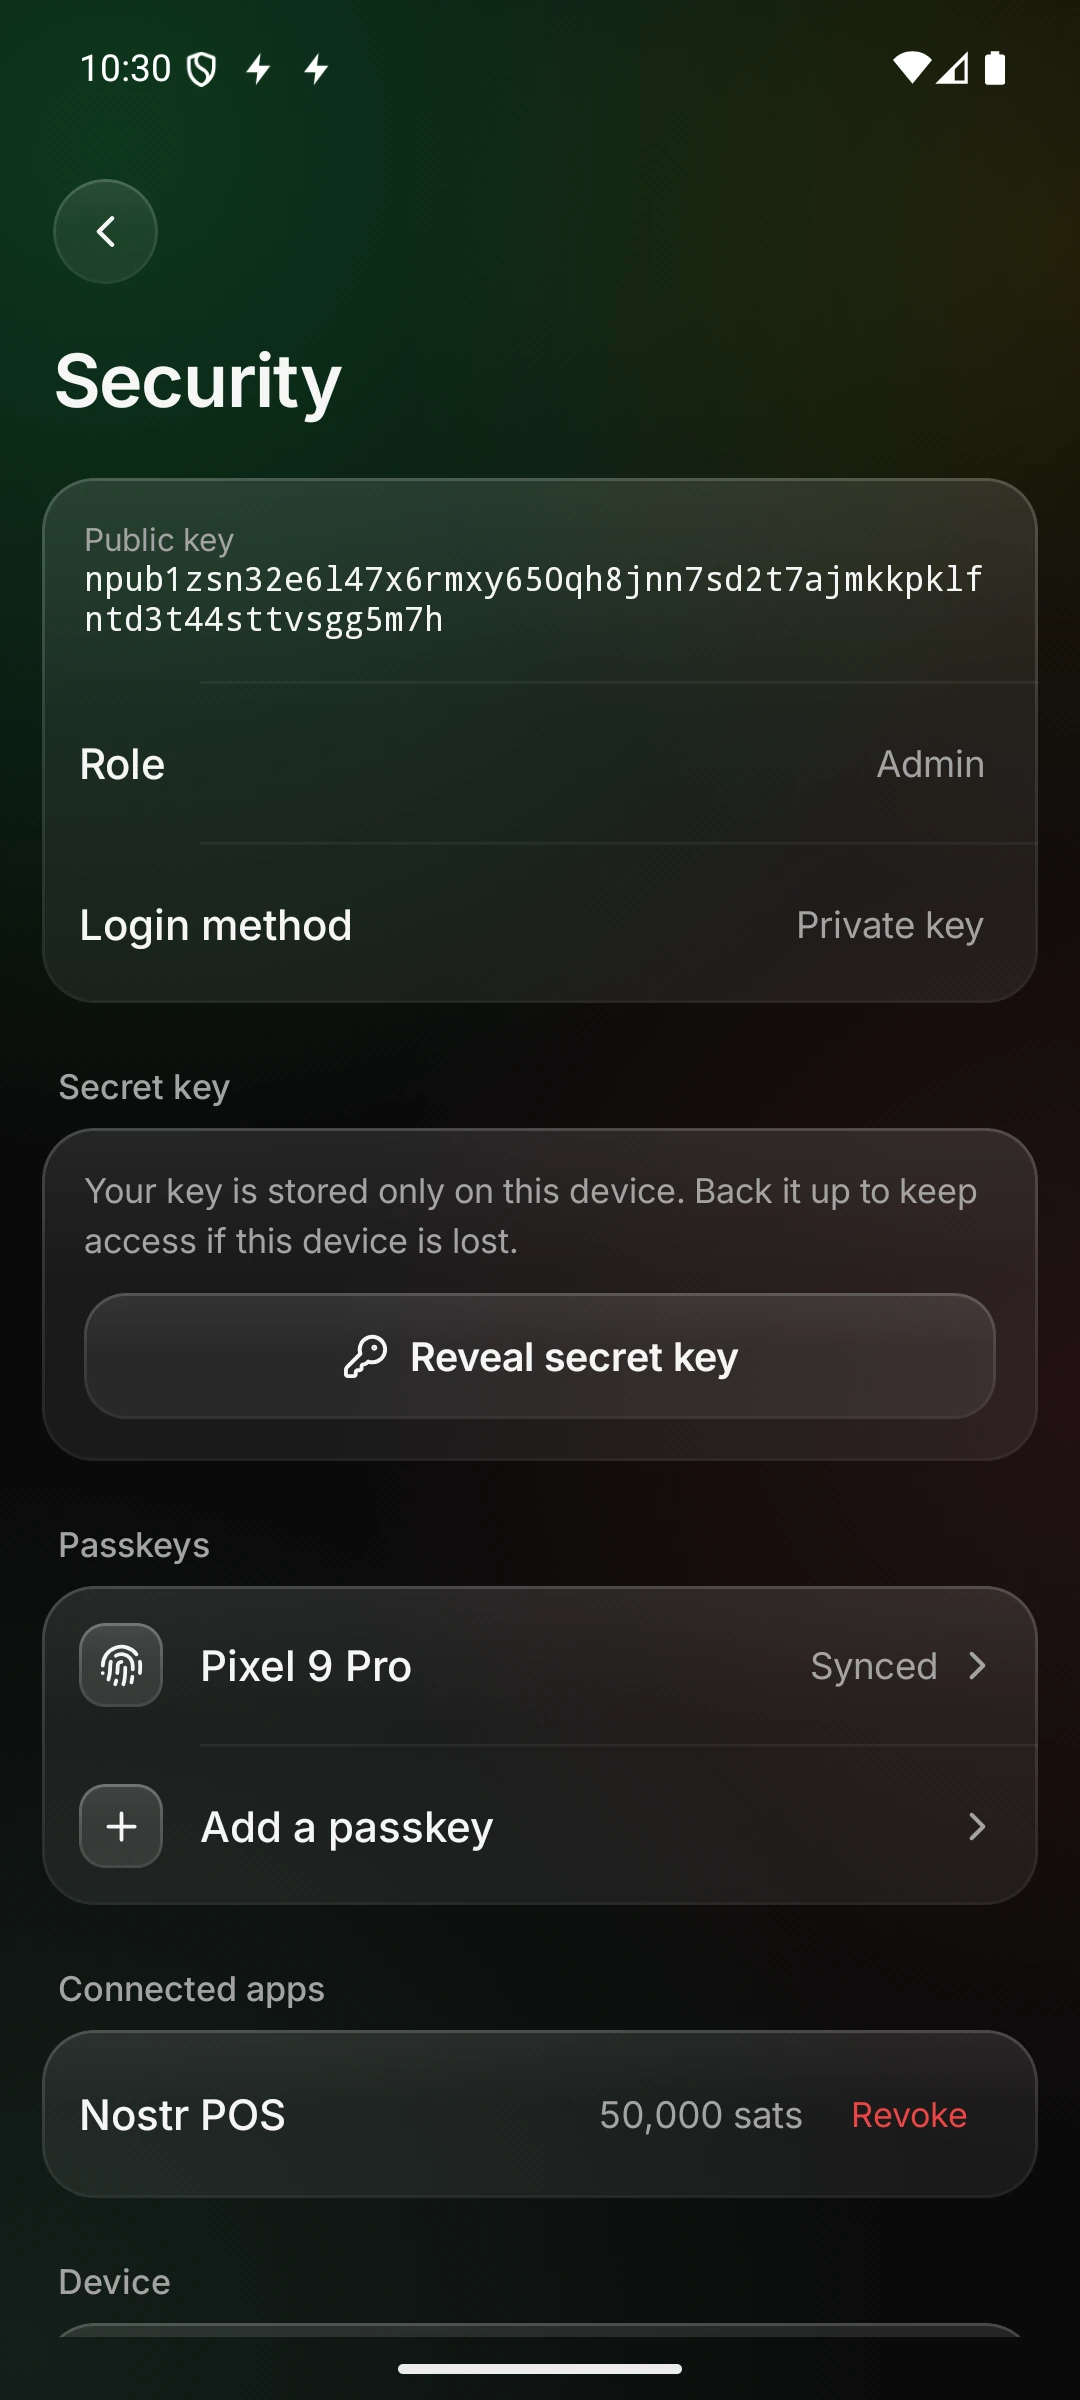 10:30
Security
Public key
npub1zsn32e6l47x6rmxy650qh8jnn7sd2t7ajmkkpklf
ntd3t44sttvsgg5m7h
Role
Admin
Login method
Private key
Secret key
Your key is stored only on this device. Back it up to keep
access if this device is lost.
Reveal secret key
Passkeys
Pixel 9 Pro
Synced
Add a passkey
Connected apps
Nostr POS
50,000 sats
Revoke
Device